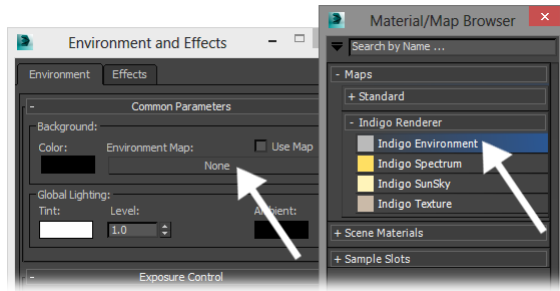 Environment and Effects
Environment
Effects
- Common Parameters
Background:
Color:
Environment Map:
Use Map
None
Global Lighting:
Tint:
Level:
Ambient:
1.0
- Exposure Control
Material/Map Browser
Search by Name ...
- Maps
+ Standard
- Indigo Renderer
Indigo Environment
Indigo Spectrum
Indigo SunSky
Indigo Texture
+ Scene Materials
+ Sample Slots